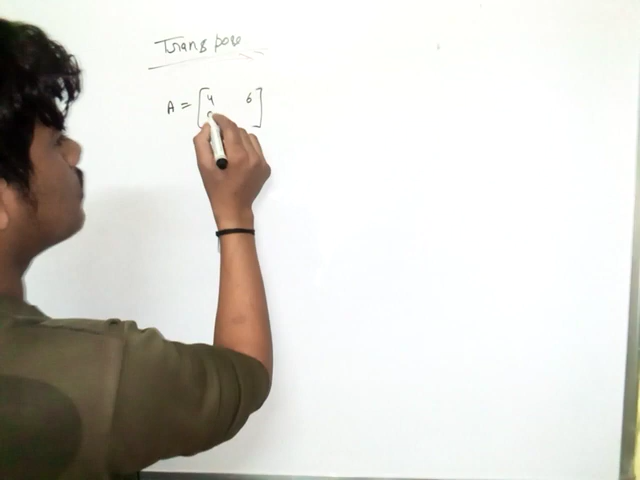 Transpose
A = [4 6]